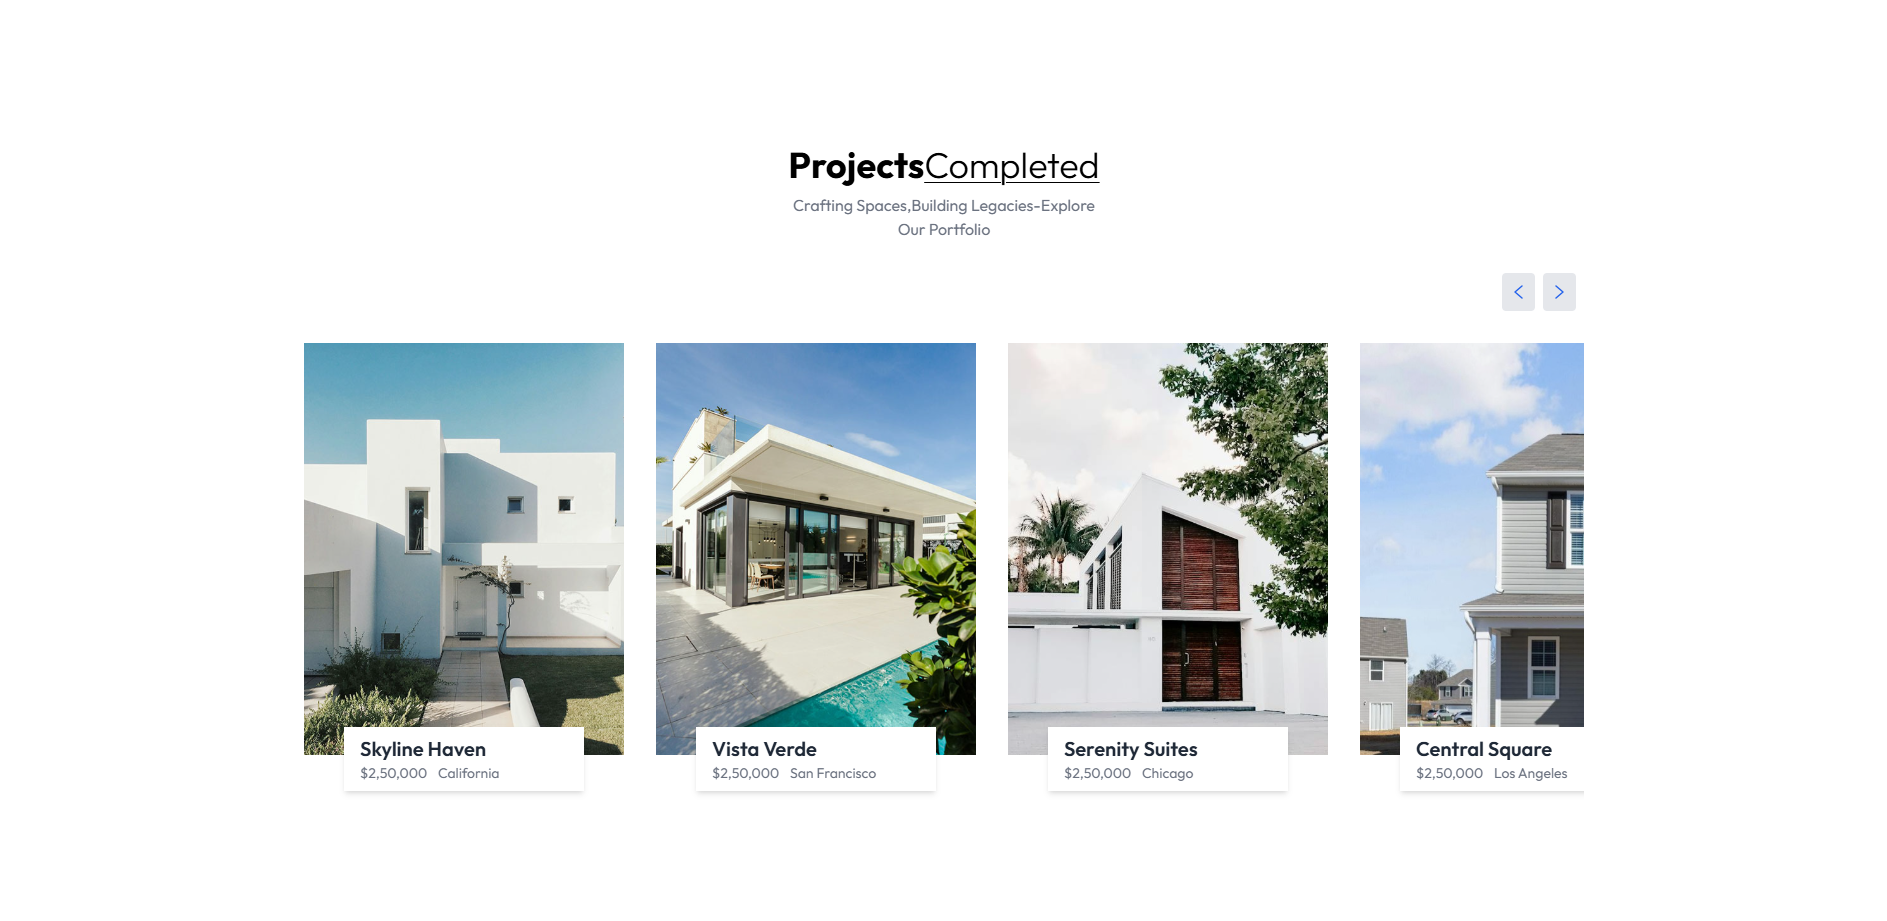 ProjectsCompleted
Crafting Spaces,Building Legacies-Explore
Our Portfolio
Skyline Haven
$2,50,000 California
Vista Verde
$2,50,000 San Francisco
Serenity Suites
$2,50,000 Chicago
Central Square
$2,50,000 Los Angeles